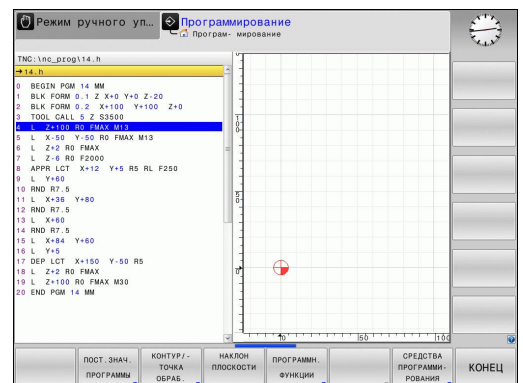 Режим ручного уп…
Программирование
Програм- мирование
TNC:\nc_prog\14.h
→14.h
0 BEGIN PGM 14 MM
1 BLK FORM 0.1 Z X+0 Y+0 Z-20
2 BLK FORM 0.2 X+100 Y+100 Z+0
3 TOOL CALL 5 Z S3500
4 L Z+100 R0 FMAX M13
5 L X-50 Y-50 R0 FMAX M13
6 L Z+2 R0 FMAX
7 L Z-6 R0 F2000
8 APPR LCT X+12 Y+5 R5 RL F250
9 L Y+60
10 RND R7.5
11 L X+36 Y+80
12 RND R7.5
13 L X+60
14 RND R7.5
15 L X+84 Y+60
16 L Y+5
17 DEP LCT X+150 Y-50 R5
18 L Z+2 R0 FMAX
19 L Z+100 R0 FMAX M30
20 END PGM 14 MM
0 50 100
ПОСТ. ЗНАЧ.
ПРОГРАММЫ
КОНТУР/-
ТОЧКА
ОБРАБ.
НАКЛОН
ПЛОСКОСТИ
ПРОГРАММН.
ФУНКЦИИ
СРЕДСТВА
ПРОГРАММИ-
РОВАНИЯ
КОНЕЦ